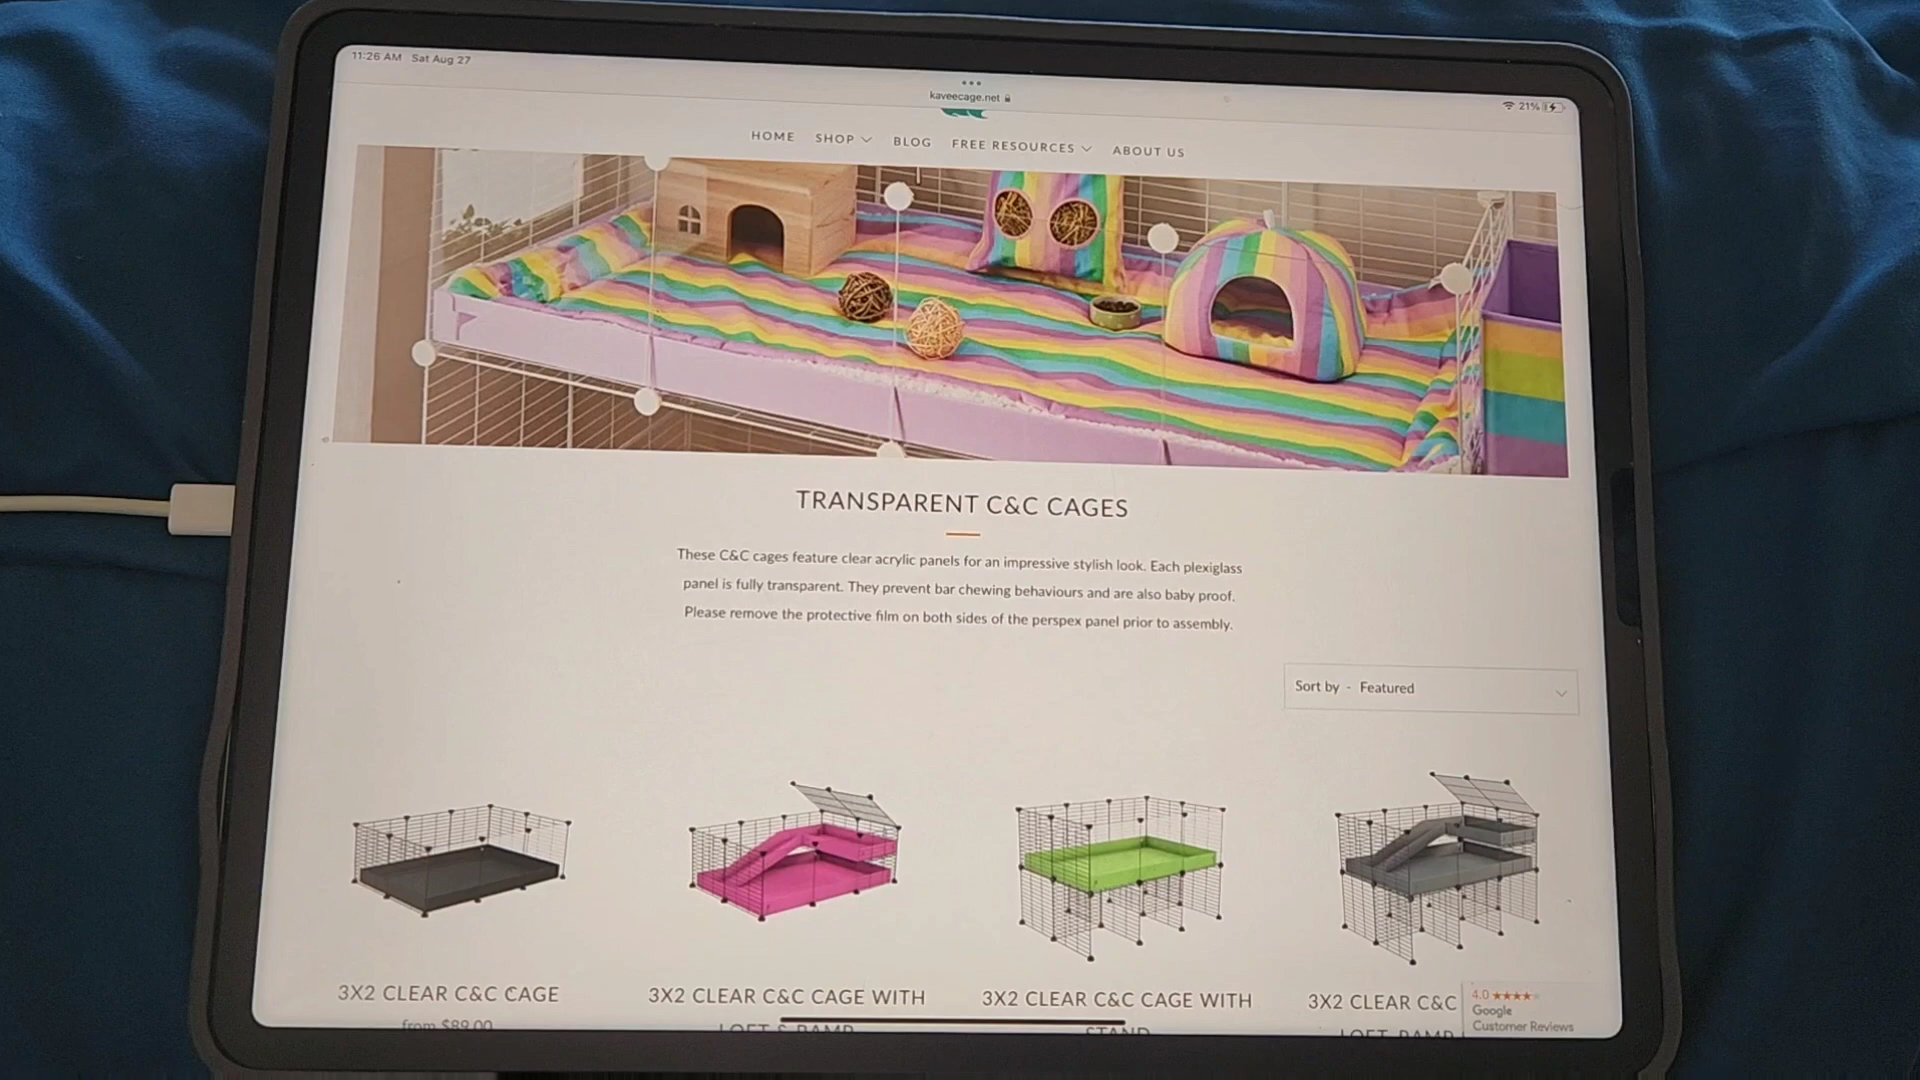 11:26 AM Sat Aug 27
kaveecage.net
21%
HOME SHOP BLOG FREE RESOURCES ABOUT US
TRANSPARENT C&C CAGES
These C&C cages feature clear acrylic panels for an impressive stylish look. Each plexiglass
panel is fully transparent. They prevent bar chewing behaviours and are also baby proof.
Please remove the protective film on both sides of the perspex panel prior to assembly.
Sort by - Featured
3X2 CLEAR C&C CAGE
from $89.00
3X2 CLEAR C&C CAGE WITH
LOFT & RAMP
3X2 CLEAR C&C CAGE WITH
STAND
3X2 CLEAR C&C
LOFT, RAMP
4.0
Google
Customer Reviews